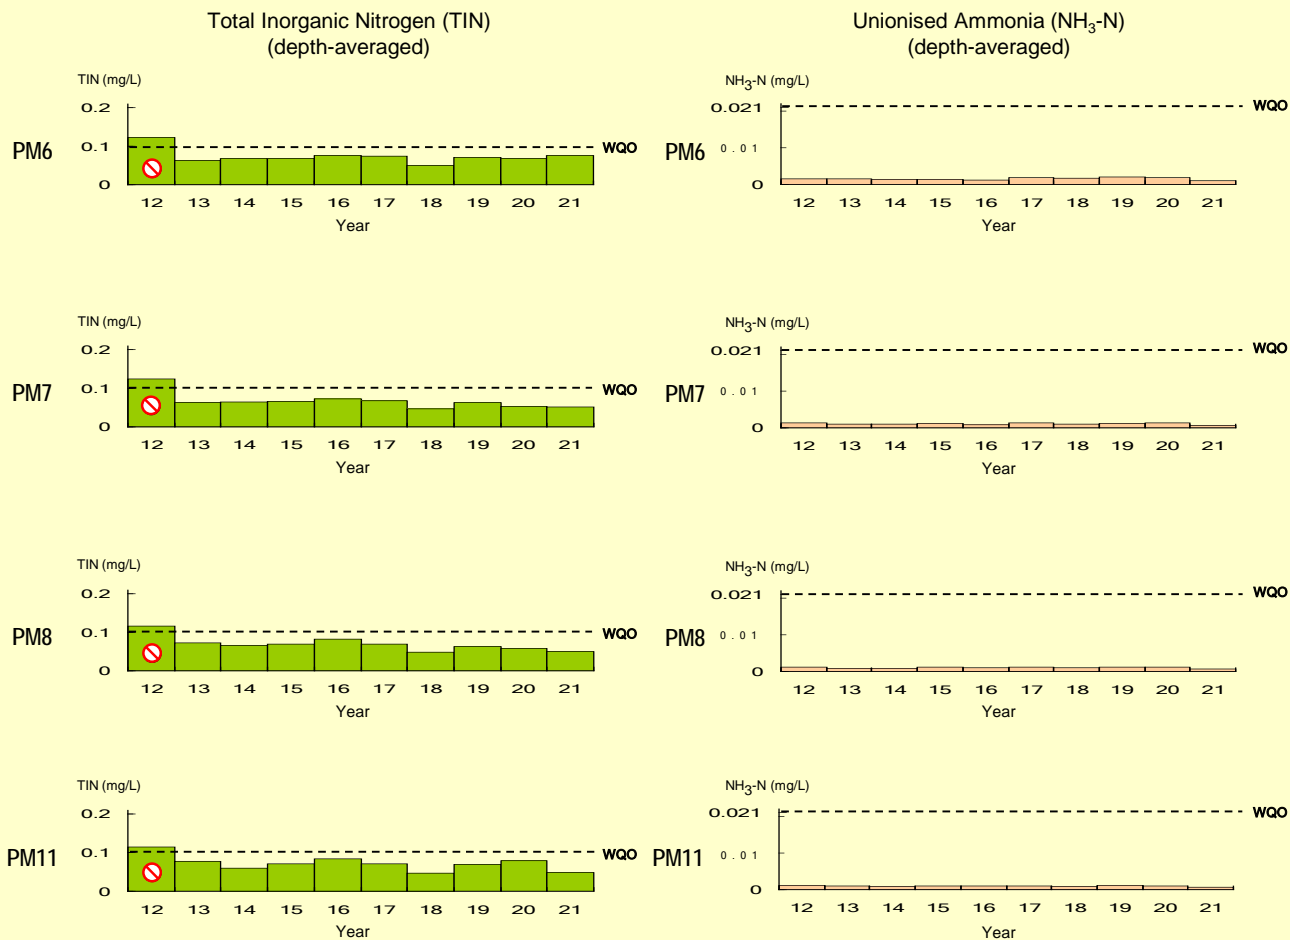 Total Inorganic Nitrogen (TIN)
(depth-averaged)
Unionised Ammonia (NH3-N)
(depth-averaged)
TIN (mg/L)
0.2
0.1
0
PM6
WQO
12 13 14 15 16 17 18 19 20 21
Year
NH3-N (mg/L)
0.021
0.01
0
PM6
WQO
12 13 14 15 16 17 18 19 20 21
Year
TIN (mg/L)
0.2
0.1
0
PM7
WQO
12 13 14 15 16 17 18 19 20 21
Year
NH3-N (mg/L)
0.021
0.01
0
PM7
WQO
12 13 14 15 16 17 18 19 20 21
Year
TIN (mg/L)
0.2
0.1
0
PM8
WQO
12 13 14 15 16 17 18 19 20 21
Year
NH3-N (mg/L)
0.021
0.01
0
PM8
WQO
12 13 14 15 16 17 18 19 20 21
Year
TIN (mg/L)
0.2
0.1
0
PM11
WQO
12 13 14 15 16 17 18 19 20 21
Year
NH3-N (mg/L)
0.021
0.01
0
PM11
WQO
12 13 14 15 16 17 18 19 20 21
Year